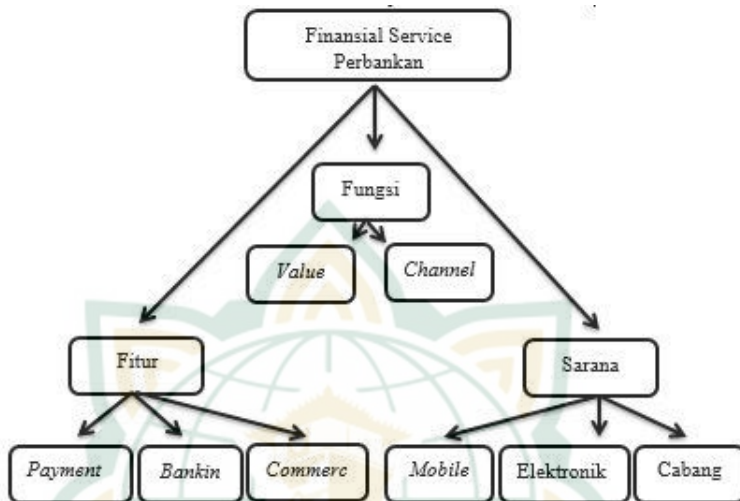 Finansial Service
Perbankan
Fungsi
Value
Channel
Fitur
Sarana
Payment
Bankin
Commerc
Mobile
Elektronik
Cabang